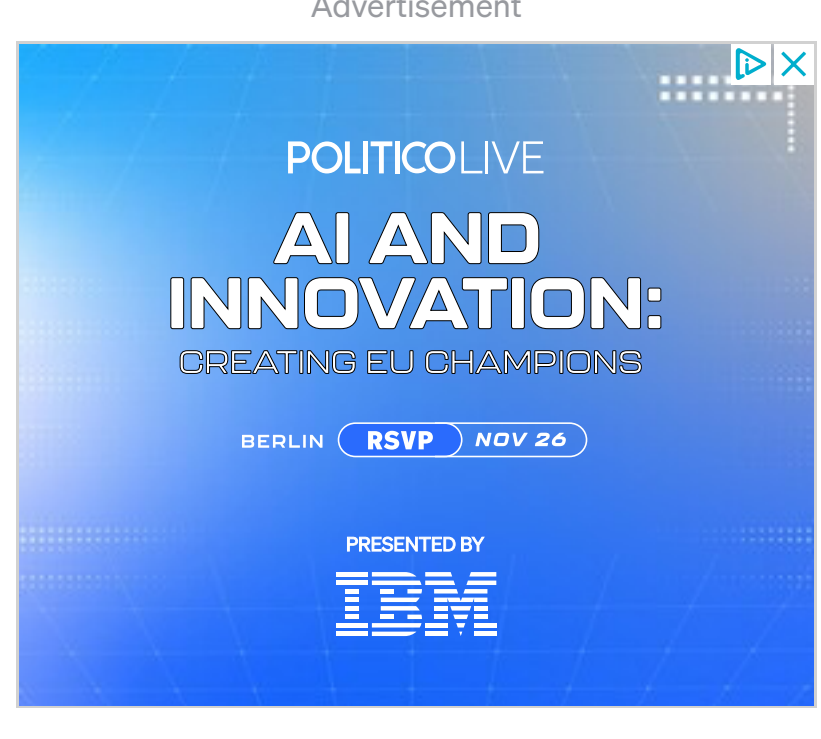 Advertisement
POLITICOLIVE
AI AND
INNOVATION:
CREATING EU CHAMPIONS
BERLIN RSVP NOV 26
PRESENTED BY
IBM